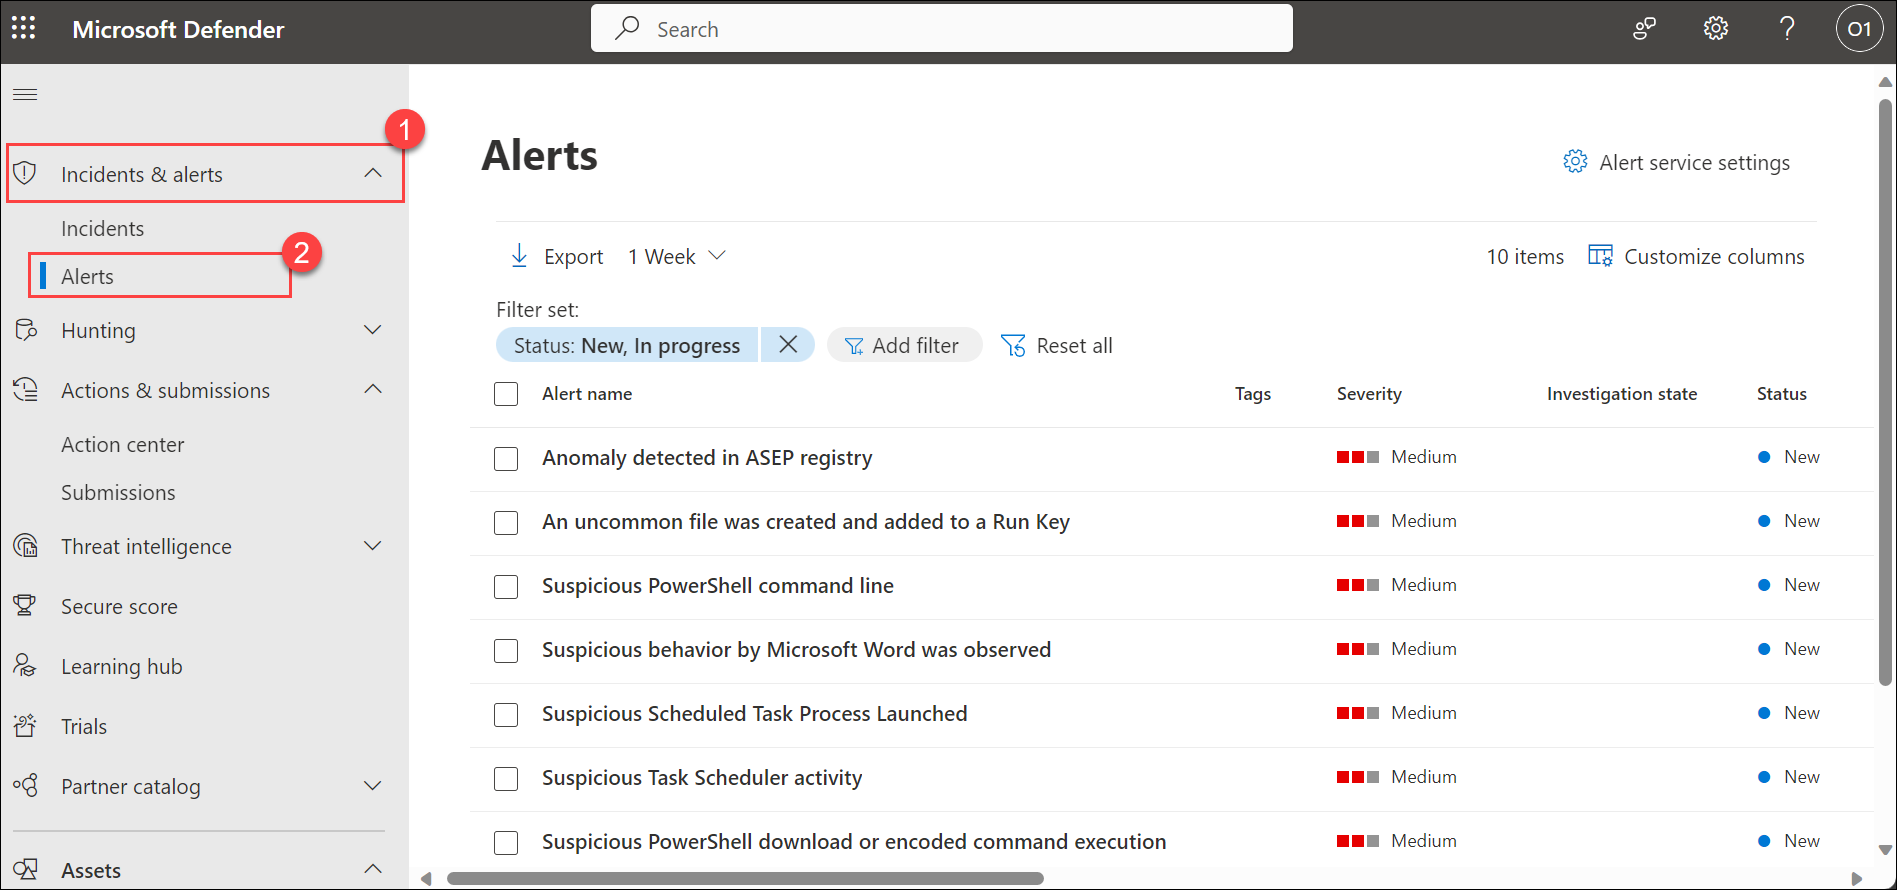 Microsoft Defender
Search
O1
1
Incidents & alerts
Incidents
2
Alerts
Hunting
Actions & submissions
Action center
Submissions
Threat intelligence
Secure score
Learning hub
Trials
Partner catalog
Assets
Alerts
Alert service settings
Export 1 Week 10 items Customize columns
Filter set:
Status: New, In progress Add filter Reset all
Alert name Tags Severity Investigation state Status
Anomaly detected in ASEP registry Medium New
An uncommon file was created and added to a Run Key Medium New
Suspicious PowerShell command line Medium New
Suspicious behavior by Microsoft Word was observed Medium New
Suspicious Scheduled Task Process Launched Medium New
Suspicious Task Scheduler activity Medium New
Suspicious PowerShell download or encoded command execution Medium New